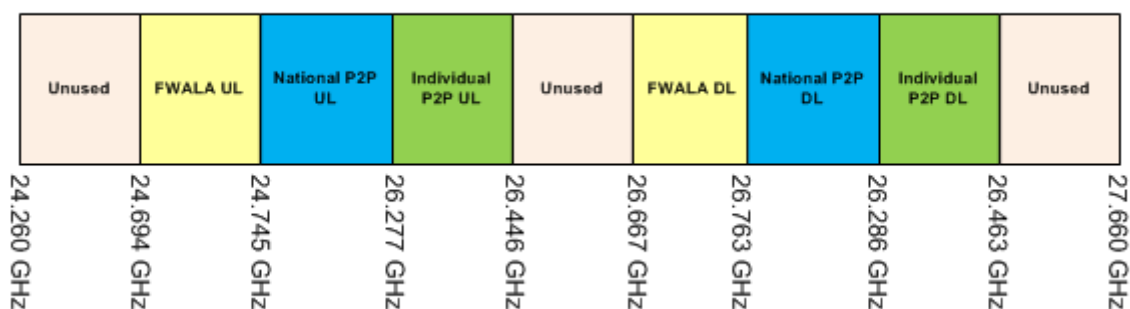 Unused
FWALA UL
National P2P
UL
Individual
P2P UL
Unused
FWALA DL
National P2P
DL
Individual
P2P DL
Unused
24.260 GHz
24.694 GHz
24.745 GHz
26.277 GHz
26.446 GHz
26.667 GHz
26.763 GHz
26.286 GHz
26.463 GHz
27.660 GHz